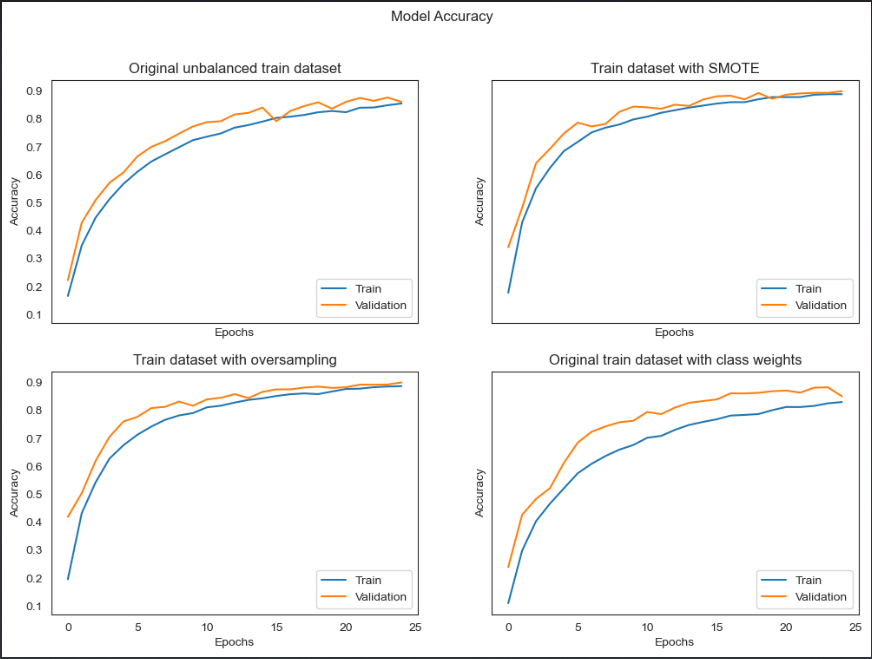 Model Accuracy
Original unbalanced train dataset
Accuracy
0.9
0.8
0.7
0.6
0.5
0.4
0.3
0.2
0.1
Train
Validation
Epochs
Train dataset with SMOTE
Accuracy
Train
Validation
Epochs
Train dataset with oversampling
Accuracy
0.9
0.8
0.7
0.6
0.5
0.4
0.3
0.2
0.1
Train
Validation
0 5 10 15 20 25
Epochs
Original train dataset with class weights
Accuracy
Train
Validation
0 5 10 15 20 25
Epochs